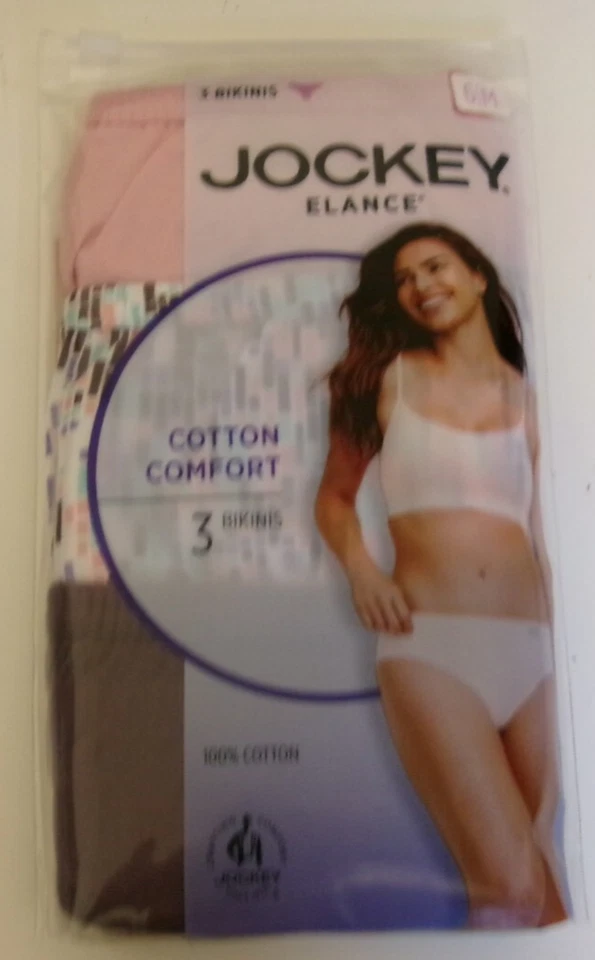 3 BIKINIS
6/M
JOCKEY
ELANCE
COTTON
COMFORT
3 BIKINIS
100% COTTON
JOCKEY